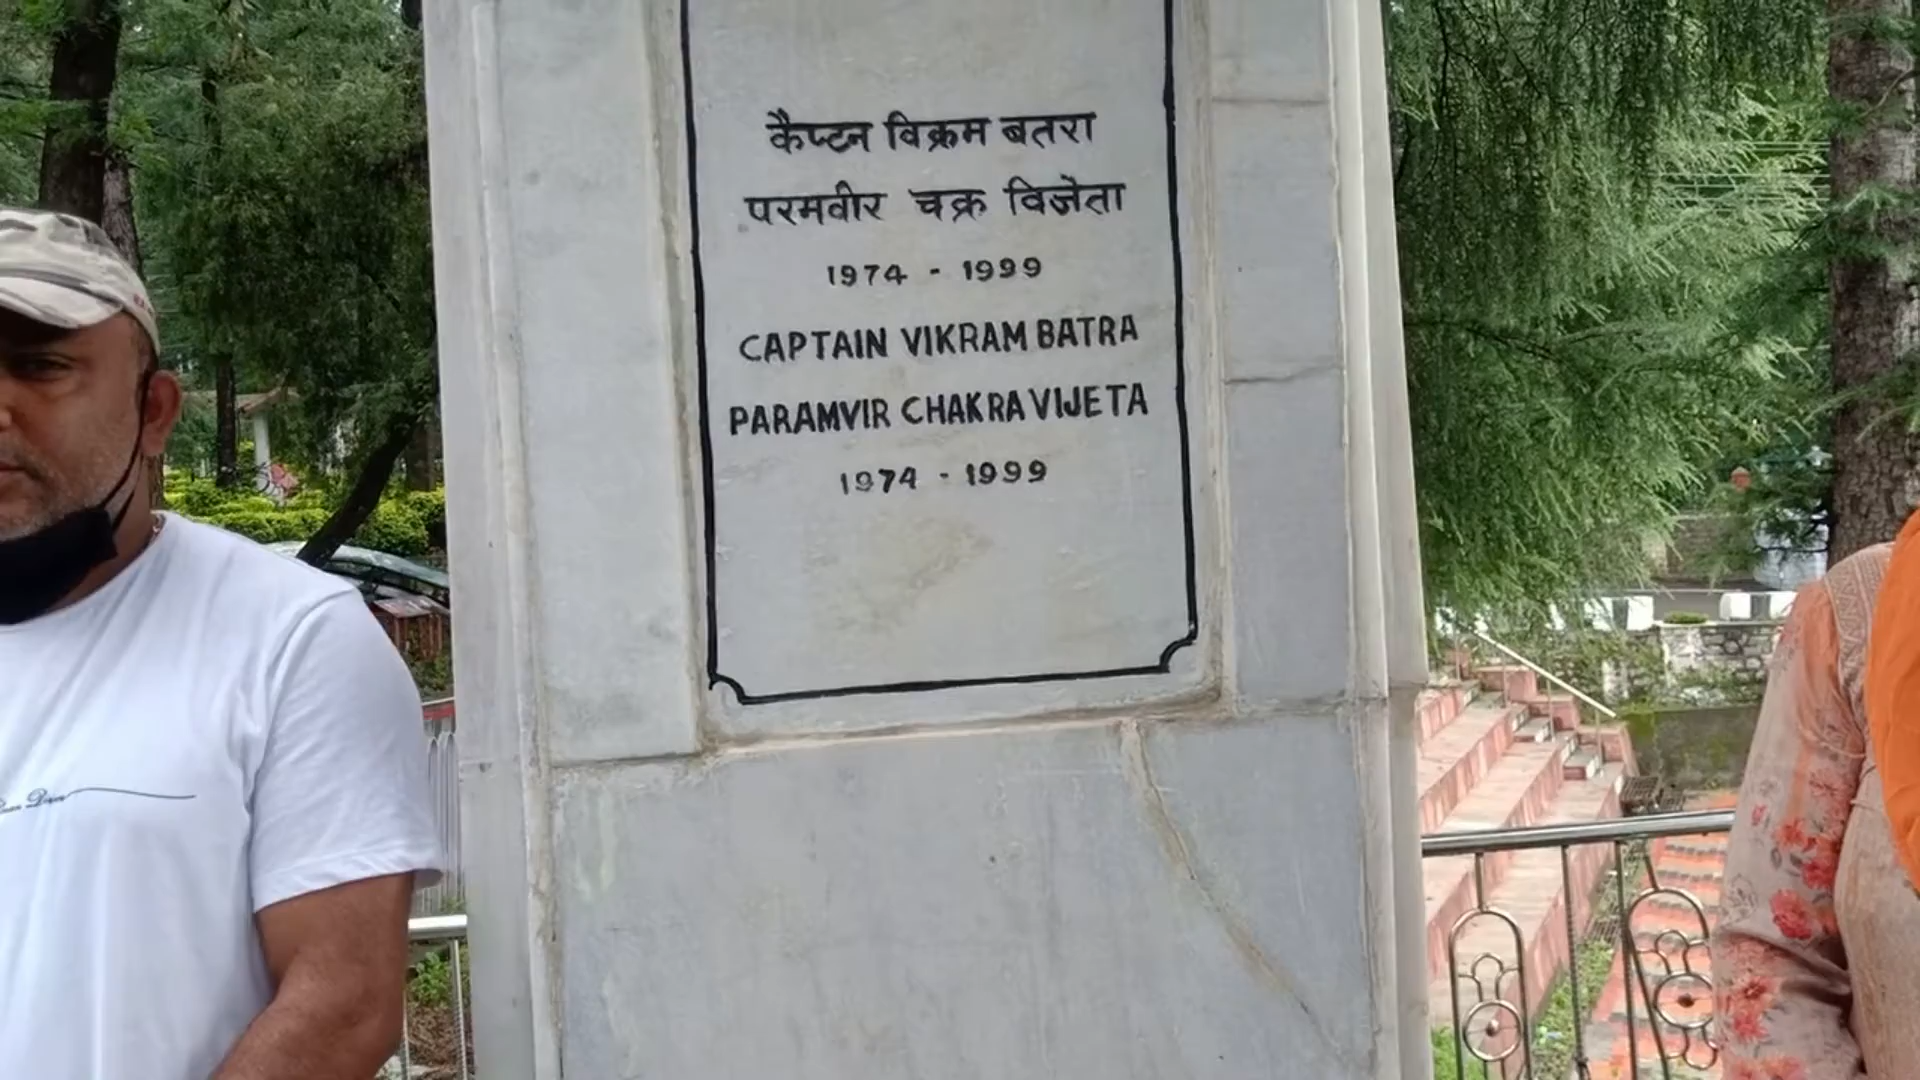 कैप्टन विक्रम बतरा
परमवीर चक्र विजेता
1974 - 1999
CAPTAIN VIKRAM BATRA
PARAMVIR CHAKRA VIJETA
1974 - 1999